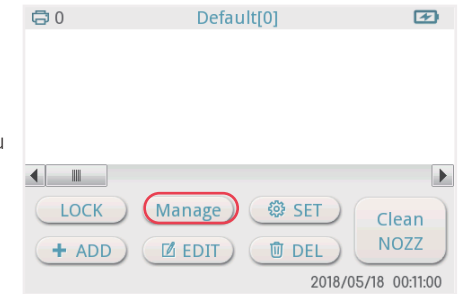 0 Default[0]
u
LOCK Manage SET
Clean
NOZZ
+ ADD EDIT DEL
2018/05/18 00:11:00